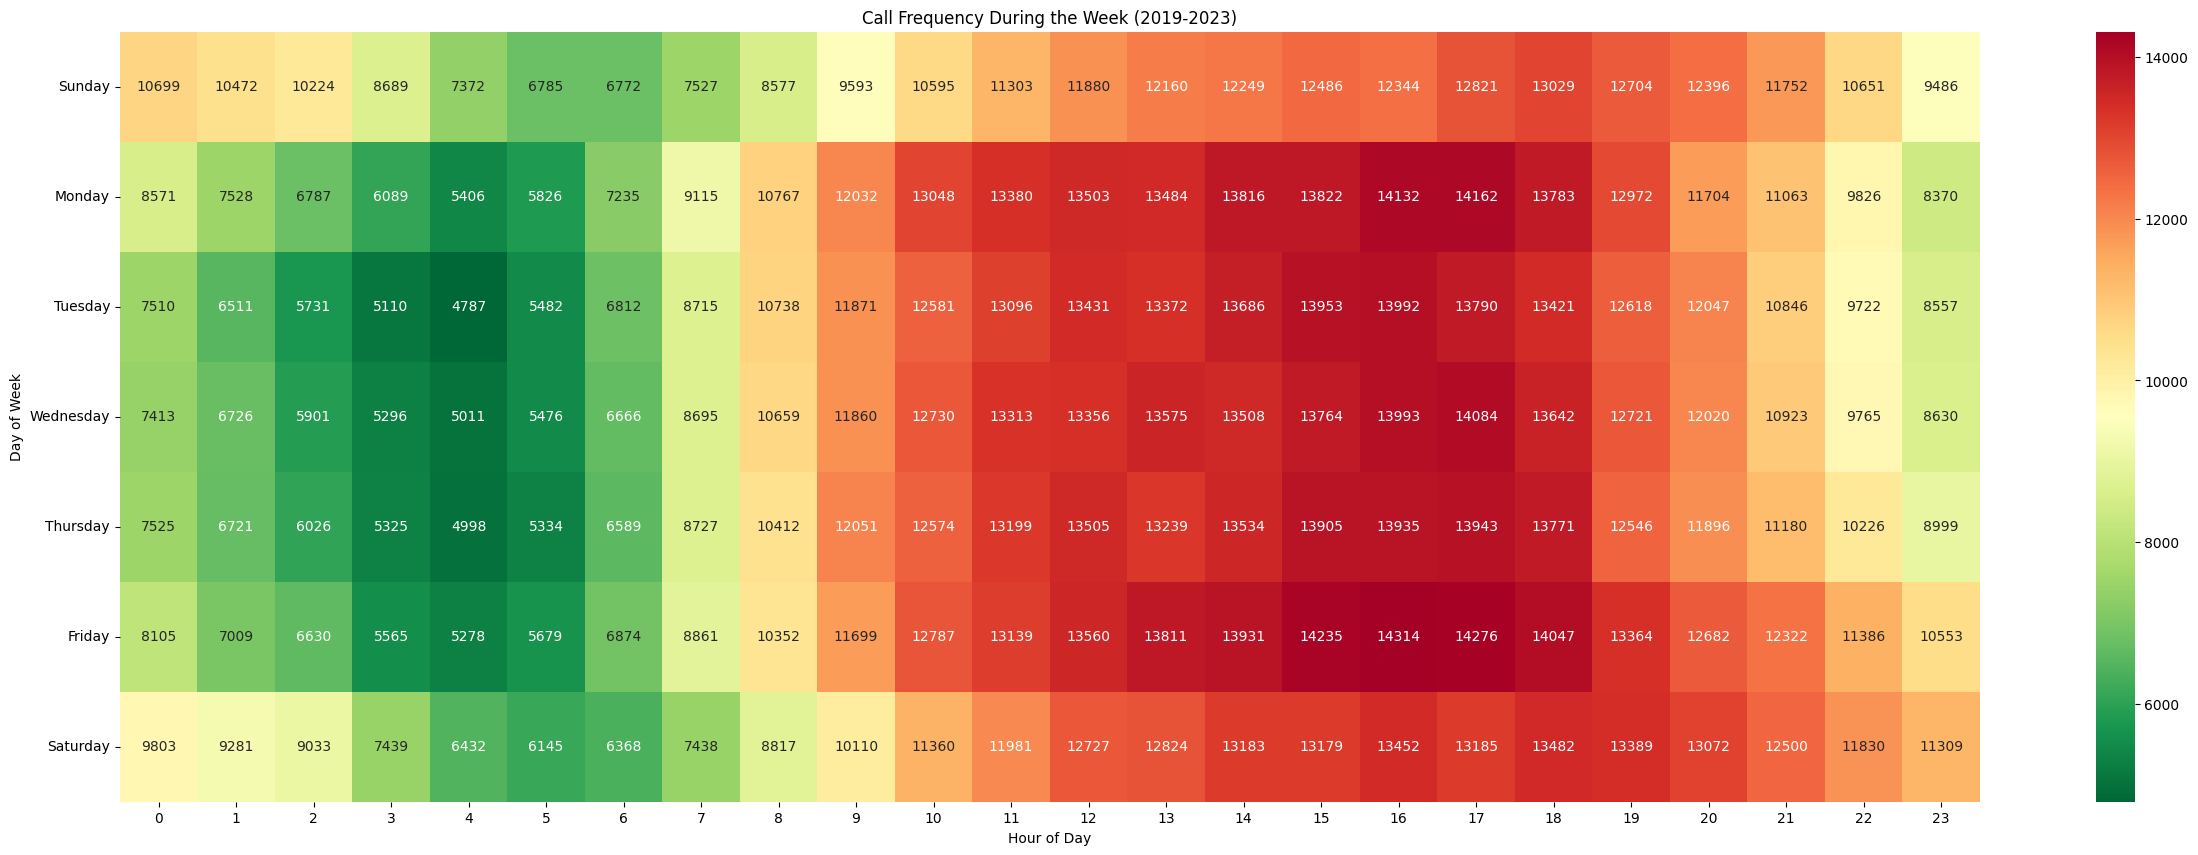 Call Frequency During the Week (2019-2023)
Sunday 10699 10472 10224 8689 7372 6785 6772 7527 8577 9593 10595 11303 11880 12160 12249 12486 12344 12821 13029 12704 12396 11752 10651 9486
Monday 8571 7528 6787 6089 5406 5826 7235 9115 10767 12032 13048 13380 13503 13484 13816 13822 14132 14162 13783 12972 11704 11063 9826 8370
Tuesday 7510 6511 5731 5110 4787 5482 6812 8715 10738 11871 12581 13096 13431 13372 13686 13953 13992 13790 13421 12618 12047 10846 9722 8557
Wednesday 7413 6726 5901 5296 5011 5476 6666 8695 10659 11860 12730 13313 13356 13575 13508 13764 13993 14084 13642 12721 12020 10923 9765 8630
Thursday 7525 6721 6026 5325 4998 5334 6589 8727 10412 12051 12574 13199 13505 13239 13534 13905 13935 13943 13771 12546 11896 11180 10226 8999
Friday 8105 7009 6630 5565 5278 5679 6874 8861 10352 11699 12787 13139 13560 13811 13931 14235 14314 14276 14047 13364 12682 12322 11386 10553
Saturday 9803 9281 9033 7439 6432 6145 6368 7438 8817 10110 11360 11981 12727 12824 13183 13179 13452 13185 13482 13389 13072 12500 11830 11309
0 1 2 3 4 5 6 7 8 9 10 11 12 13 14 15 16 17 18 19 20 21 22 23
Hour of Day
Day of Week
14000
12000
10000
8000
6000